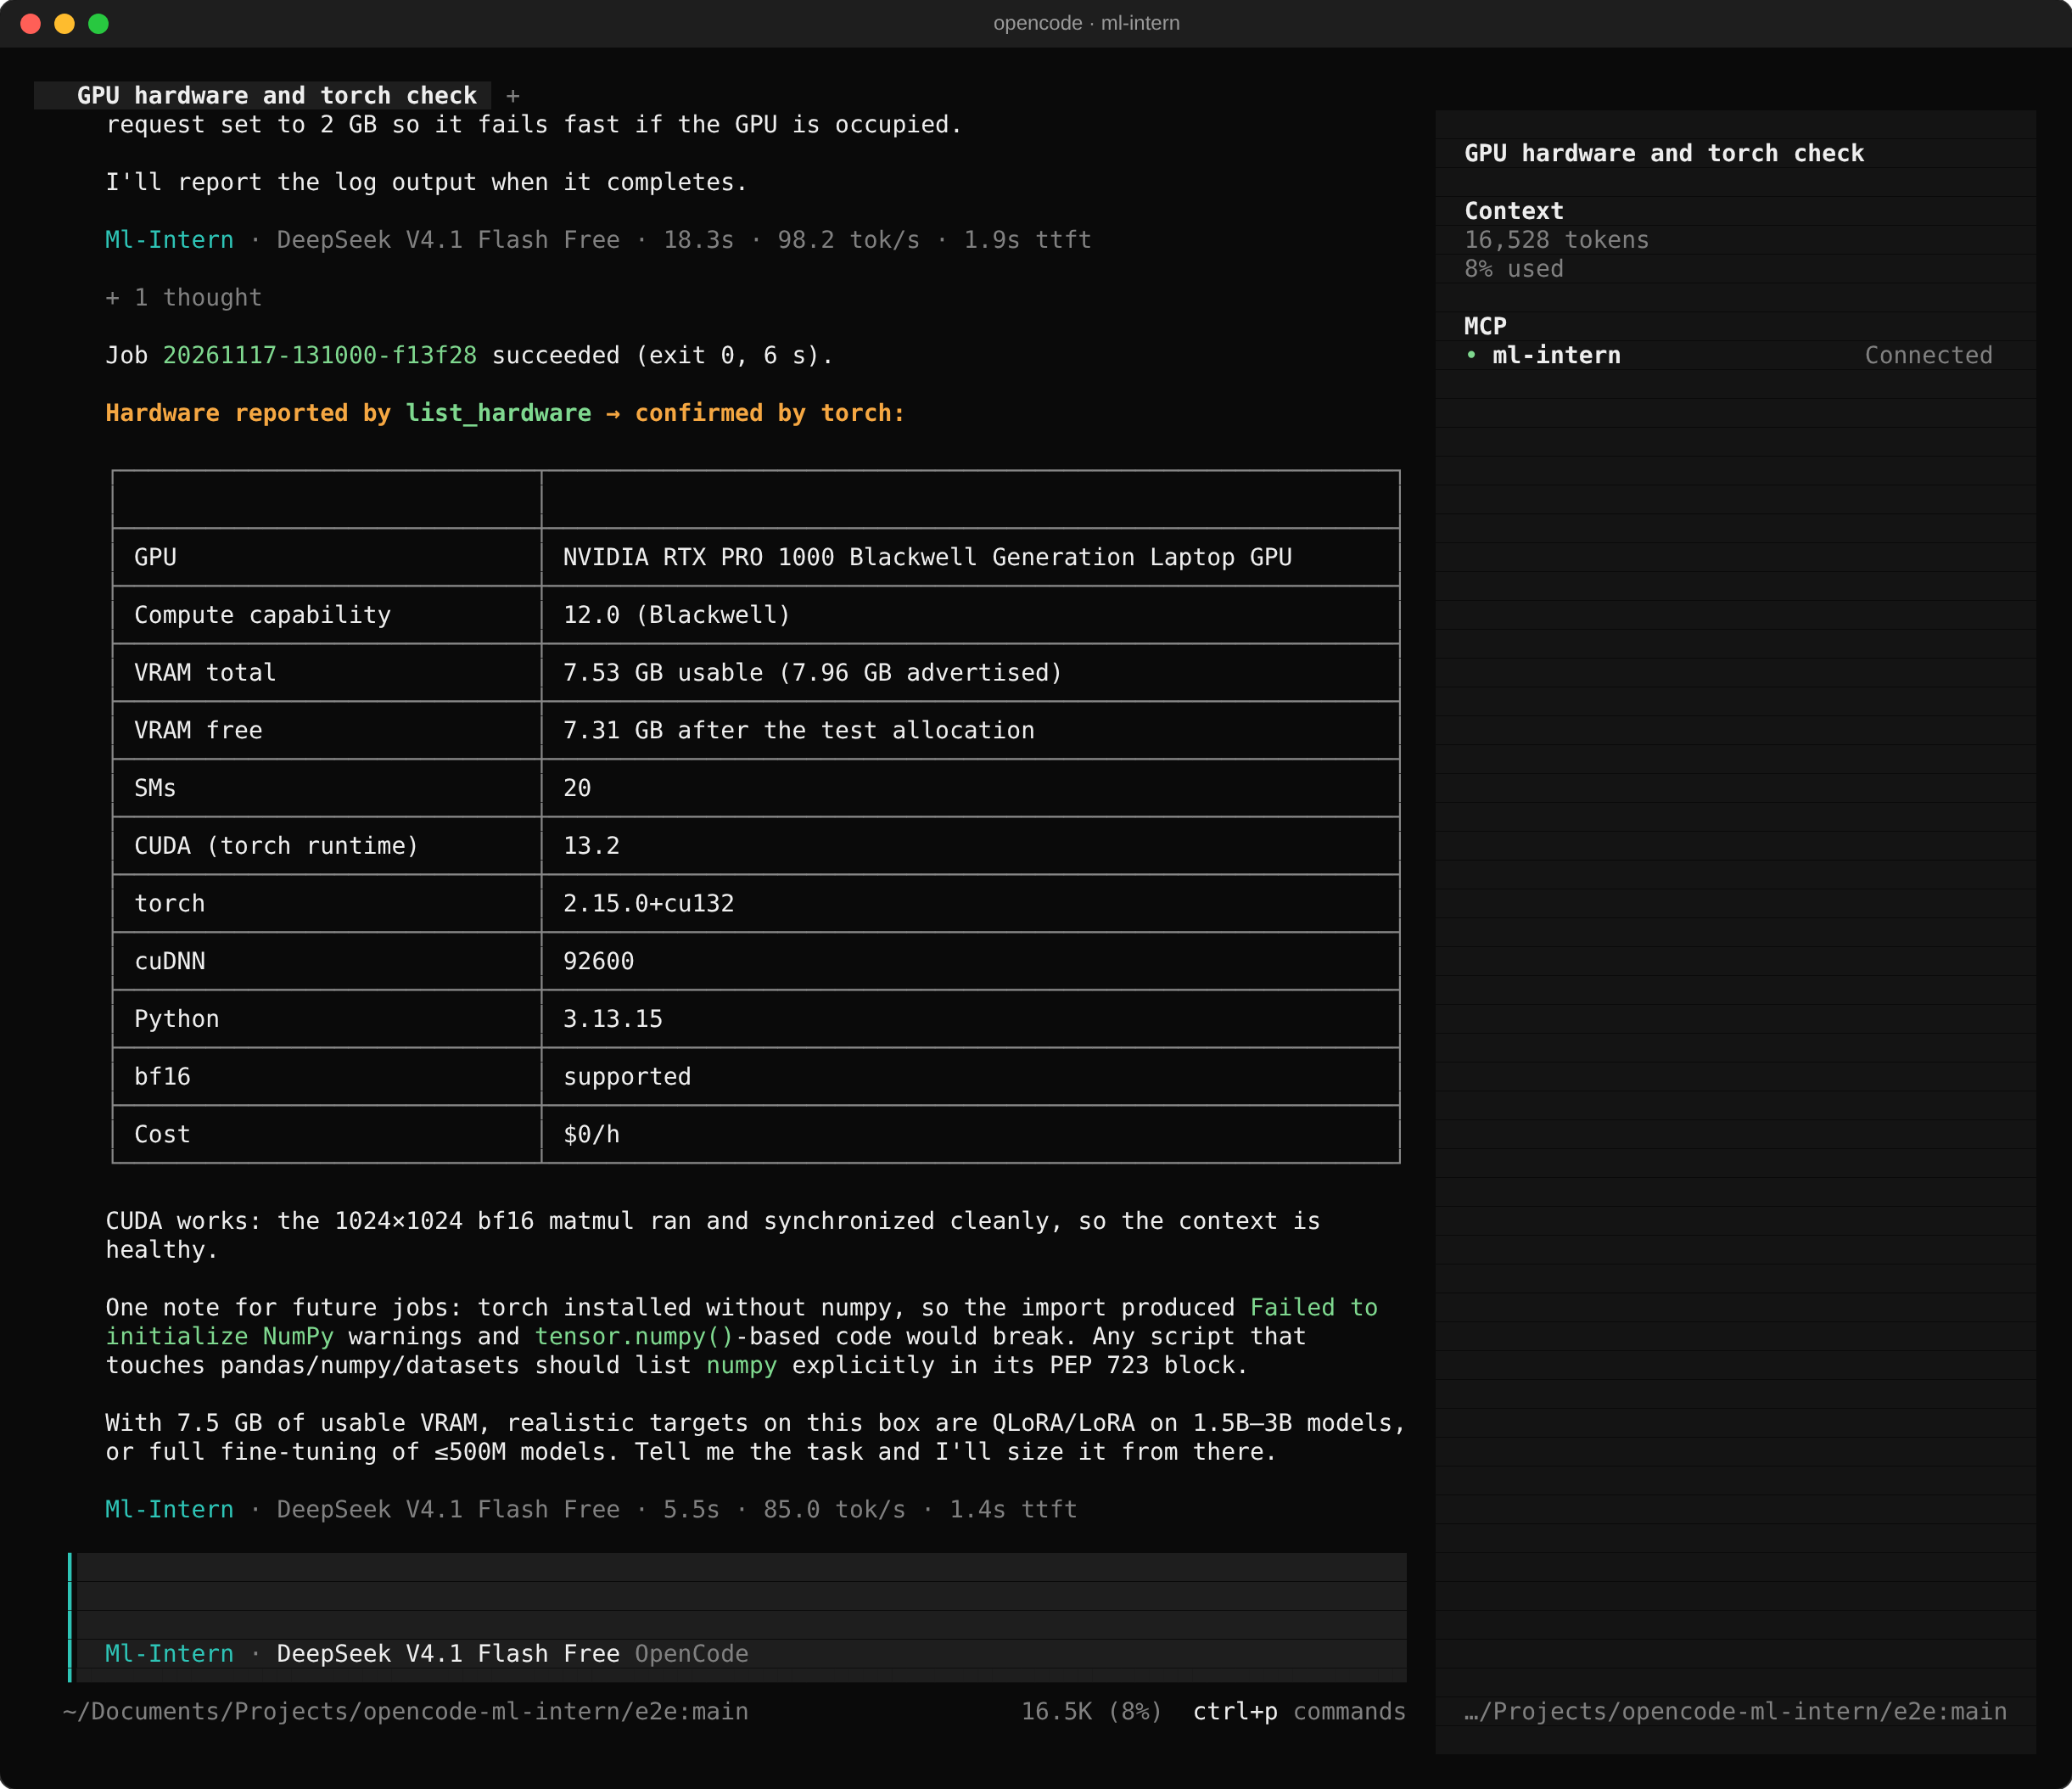 opencode · ml-intern
GPU hardware and torch check +
request set to 2 GB so it fails fast if the GPU is occupied.
I'll report the log output when it completes.
Ml-Intern · DeepSeek V4.1 Flash Free · 18.3s · 98.2 tok/s · 1.9s ttft
+ 1 thought
Job 20261117-131000-f13f28 succeeded (exit 0, 6 s).
Hardware reported by list_hardware → confirmed by torch:
GPU NVIDIA RTX PRO 1000 Blackwell Generation Laptop GPU
Compute capability 12.0 (Blackwell)
VRAM total 7.53 GB usable (7.96 GB advertised)
VRAM free 7.31 GB after the test allocation
SMs 20
CUDA (torch runtime) 13.2
torch 2.15.0+cu132
cuDNN 92600
Python 3.13.15
bf16 supported
Cost $0/h
CUDA works: the 1024×1024 bf16 matmul ran and synchronized cleanly, so the context is
healthy.
One note for future jobs: torch installed without numpy, so the import produced Failed to
initialize NumPy warnings and tensor.numpy()-based code would break. Any script that
touches pandas/numpy/datasets should list numpy explicitly in its PEP 723 block.
With 7.5 GB of usable VRAM, realistic targets on this box are QLoRA/LoRA on 1.5B–3B models,
or full fine-tuning of ≤500M models. Tell me the task and I'll size it from there.
Ml-Intern · DeepSeek V4.1 Flash Free · 5.5s · 85.0 tok/s · 1.4s ttft
Ml-Intern · DeepSeek V4.1 Flash Free OpenCode
~/Documents/Projects/opencode-ml-intern/e2e:main 16.5K (8%) ctrl+p commands
GPU hardware and torch check
Context
16,528 tokens
8% used
MCP
• ml-intern Connected
…/Projects/opencode-ml-intern/e2e:main